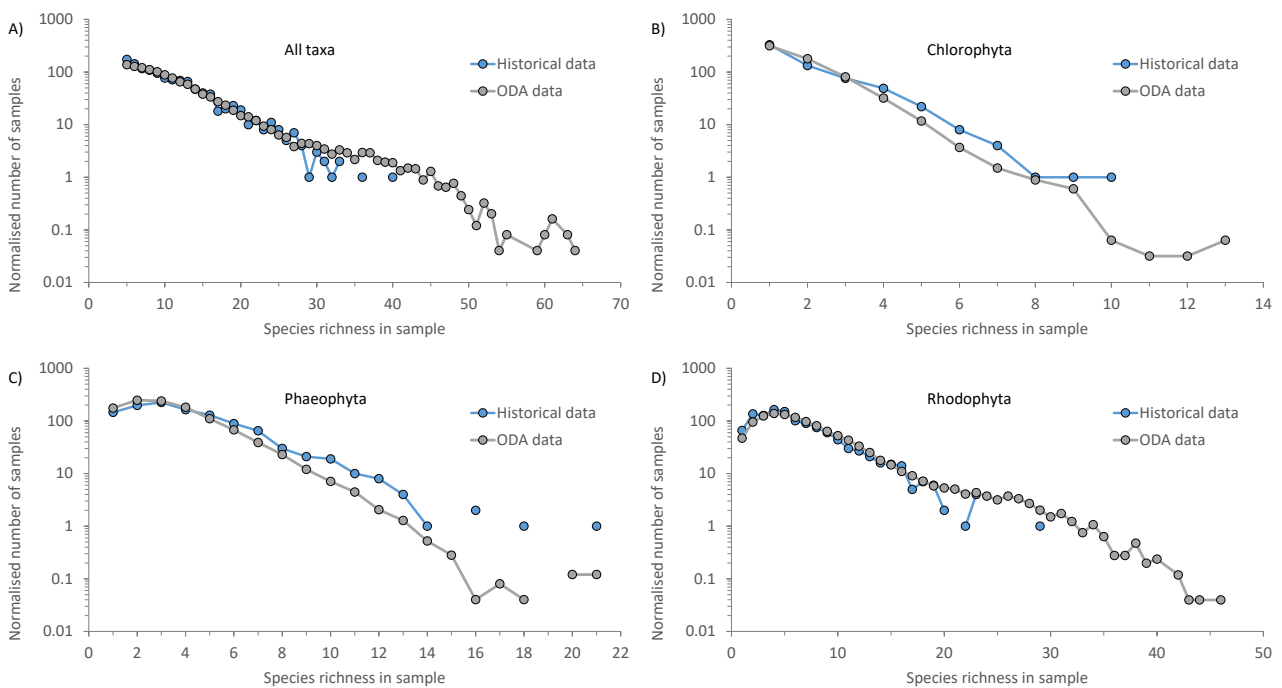 A)
All taxa
Historical data
ODA data
Normalised number of samples
1000
100
10
1
0.1
0.01
0 10 20 30 40 50 60 70
Species richness in sample
B)
Chlorophyta
Historical data
ODA data
Normalised number of samples
1000
100
10
1
0.1
0.01
0 2 4 6 8 10 12 14
Species richness in sample
C)
Phaeophyta
Historical data
ODA data
Normalised number of samples
1000
100
10
1
0.1
0.01
0 2 4 6 8 10 12 14 16 18 20 22
Species richness in sample
D)
Rhodophyta
Historical data
ODA data
Normalised number of samples
1000
100
10
1
0.1
0.01
0 10 20 30 40 50
Species richness in sample